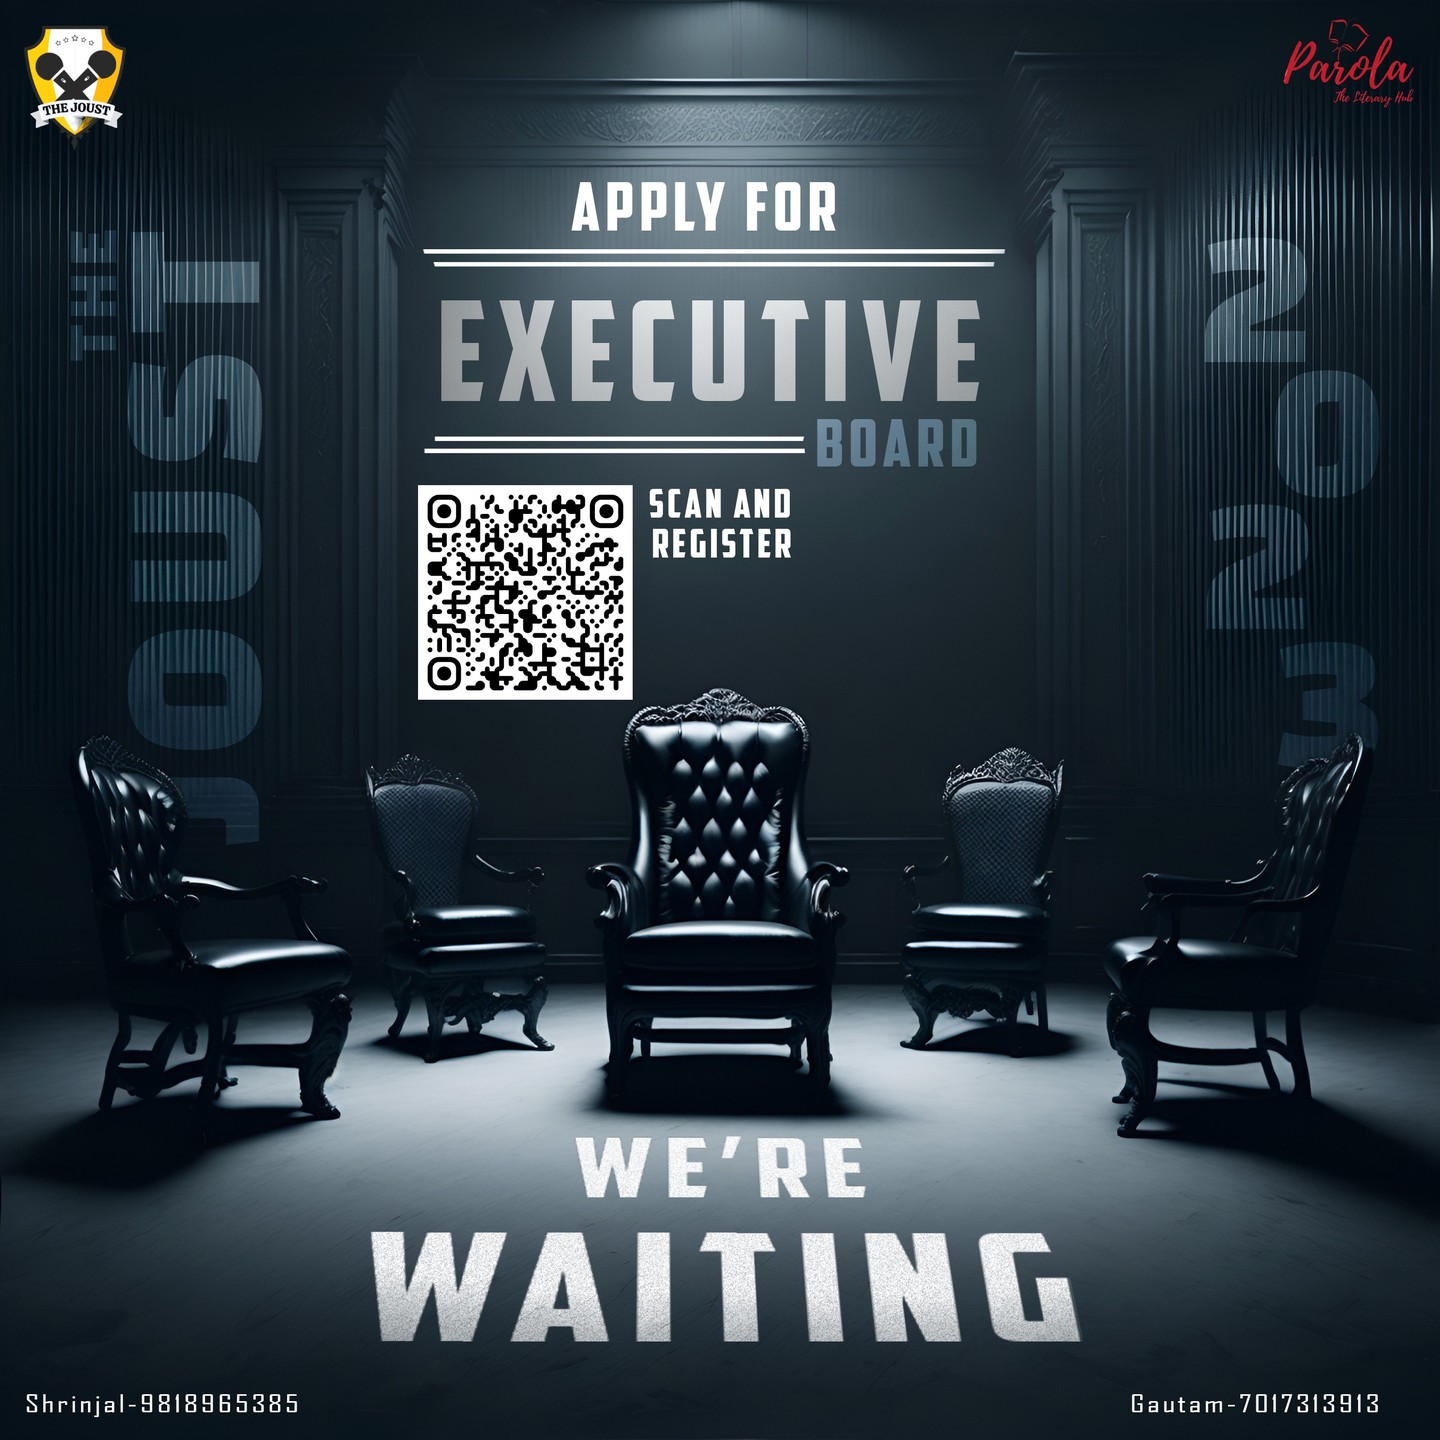 THE JOUST
Parola
The Literary Hub
APPLY FOR
EXECUTIVE
BOARD
SCAN AND
REGISTER
THE
JOUST
2023
WE'RE
WAITING
Shrinjal-9818965385
Gautam-7017313913